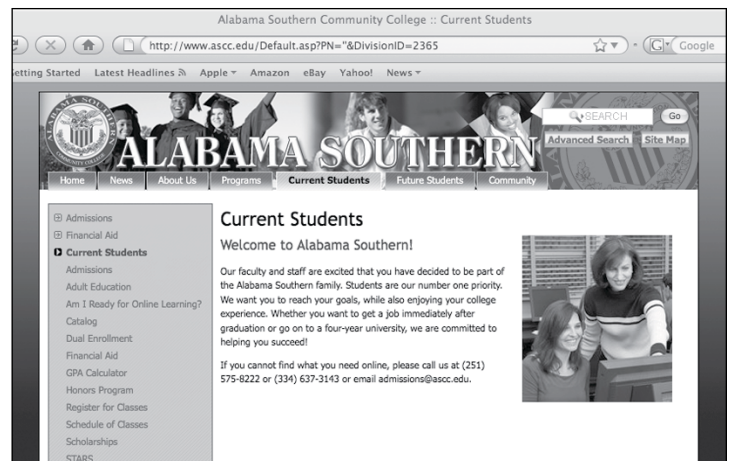 Alabama Southern Community College :: Current Students
http://www.ascc.edu/Default.asp?PN=''&DivisionID=2365
Google
etting Started Latest Headlines Apple Amazon eBay Yahoo! News
SEARCH Go
Advanced Search Site Map
ALABAMA SOUTHERN
Home News About Us Programs Current Students Future Students Community
Admissions
Financial Aid
Current Students
Admissions
Adult Education
Am I Ready for Online Learning?
Catalog
Dual Enrollment
Financial Aid
GPA Calculator
Honors Program
Register for Classes
Schedule of Classes
Scholarships
STARS
Current Students
Welcome to Alabama Southern!
Our faculty and staff are excited that you have decided to be part of
the Alabama Southern family. Students are our number one priority.
We want you to reach your goals, while also enjoying your college
experience. Whether you want to get a job immediately after
graduation or go on to a four-year university, we are committed to
helping you succeed!
If you cannot find what you need online, please call us at (251)
575-8222 or (334) 637-3143 or email admissions@ascc.edu.